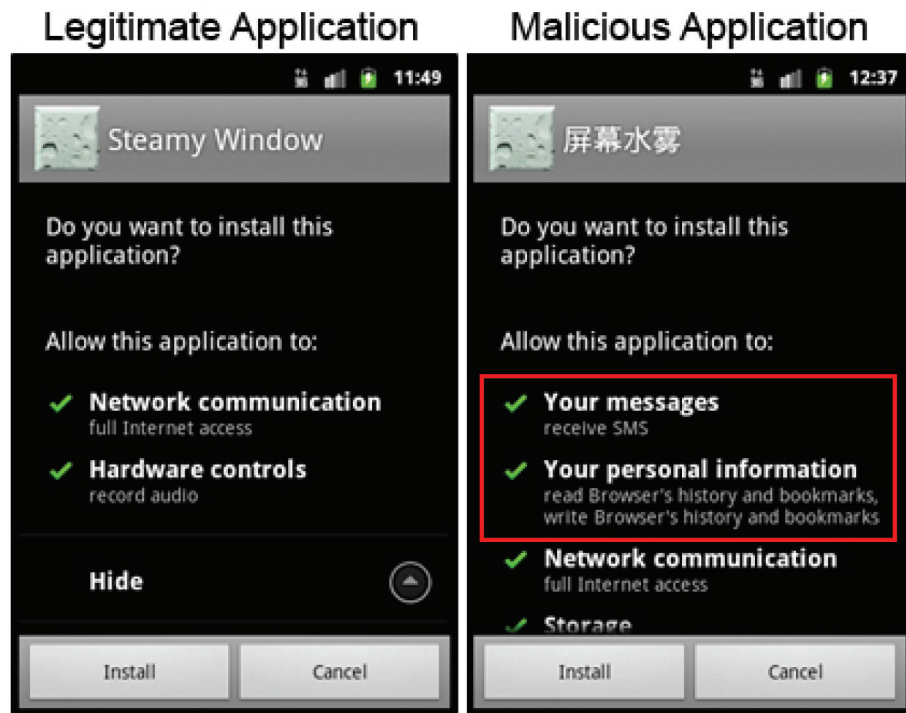 Legitimate Application
11:49
Steamy Window
Do you want to install this
application?
Allow this application to:
Network communication
full Internet access
Hardware controls
record audio
Hide
Install
Cancel
Malicious Application
12:37
屏幕水雾
Do you want to install this
application?
Allow this application to:
Your messages
receive SMS
Your personal information
read Browser's history and bookmarks,
write Browser's history and bookmarks
Network communication
full Internet access
Storage
Install
Cancel